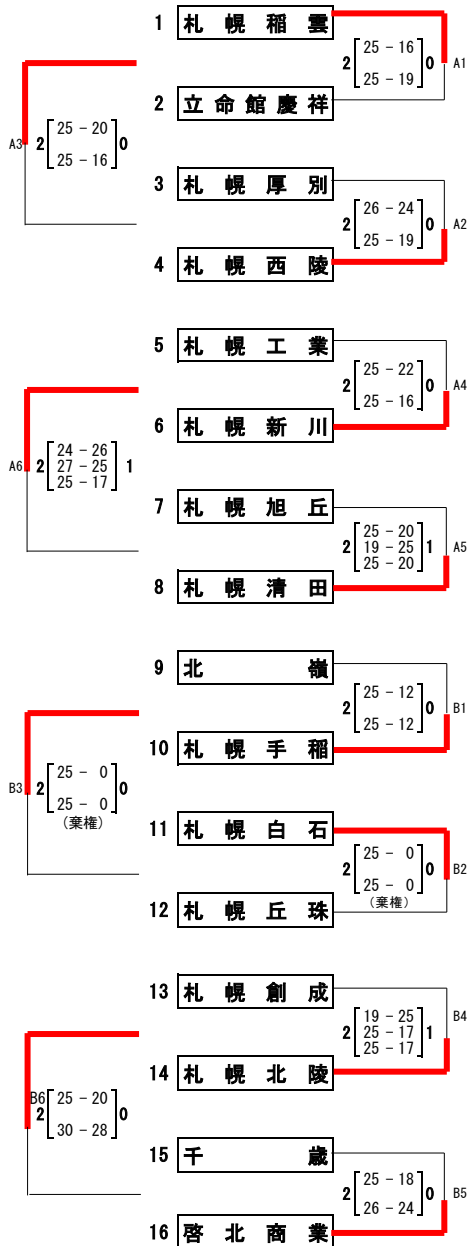 1 札幌稲雲
2 [ 25 - 16 ] 0 A1
25 - 19
2 立命館慶祥
A3 2 [ 25 - 20 ] 0
25 - 16
3 札幌厚別
2 [ 26 - 24 ] 0 A2
25 - 19
4 札幌西陵
5 札幌工業
2 [ 25 - 22 ] 0 A4
25 - 16
6 札幌新川
A6 2 [ 24 - 26
27 - 25
25 - 17 ] 1
7 札幌旭丘
2 [ 25 - 20
19 - 25
25 - 20 ] 1 A5
8 札幌清田
9 北嶺
2 [ 25 - 12 ] 0 B1
25 - 12
10 札幌手稲
B3 2 [ 25 - 0 ] 0
25 - 0
(棄権)
11 札幌白石
2 [ 25 - 0 ] 0 B2
25 - 0
(棄権)
12 札幌丘珠
13 札幌創成
2 [ 19 - 25
25 - 17
25 - 17 ] 1 B4
14 札幌北陵
B6 2 [ 25 - 20 ] 0
30 - 28
15 千歳
2 [ 25 - 18 ] 0 B5
26 - 24
16 啓北商業